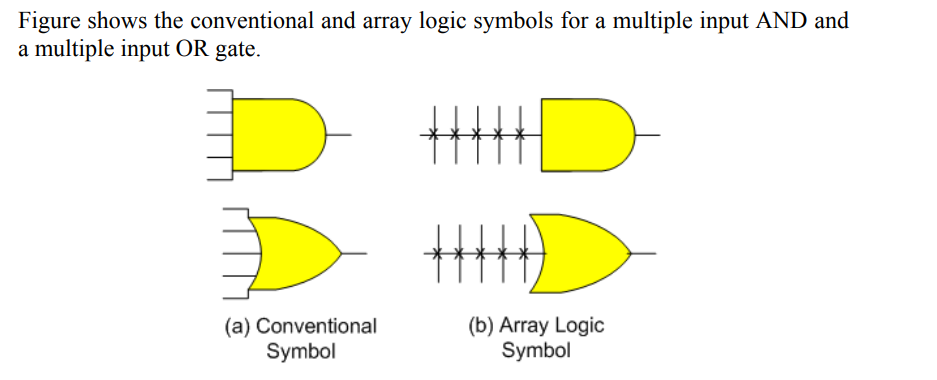 Figure shows the conventional and array logic symbols for a multiple input AND and
a multiple input OR gate.
(a) Conventional
Symbol
(b) Array Logic
Symbol